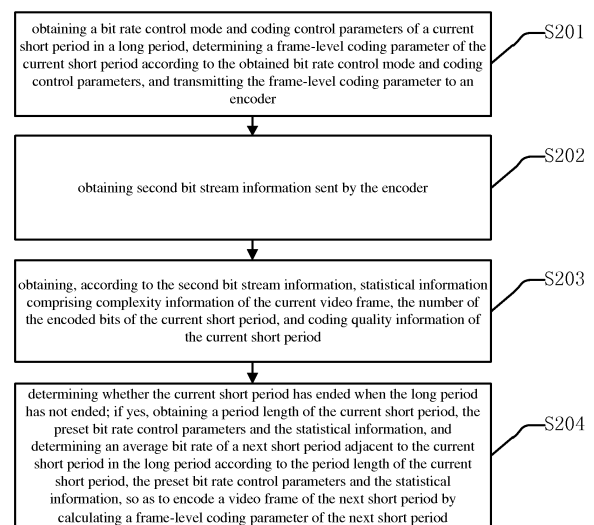 obtaining a bit rate control mode and coding control parameters of a current
short period in a long period, determining a frame-level coding parameter of the
current short period according to the obtained bit rate control mode and coding
control parameters, and transmitting the frame-level coding parameter to an
encoder
S201
obtaining second bit stream information sent by the encoder
S202
obtaining, according to the second bit stream information, statistical information
comprising complexity information of the current video frame, the number of
the encoded bits of the current short period, and coding quality information of
the current short period
S203
determining whether the current short period has ended when the long period
has not ended; if yes, obtaining a period length of the current short period, the
preset bit rate control parameters and the statistical information, and
determining an average bit rate of a next short period adjacent to the current
short period in the long period according to the period length of the current
short period, the preset bit rate control parameters and the statistical
information, so as to encode a video frame of the next short period by
calculating a frame-level coding parameter of the next short period
S204